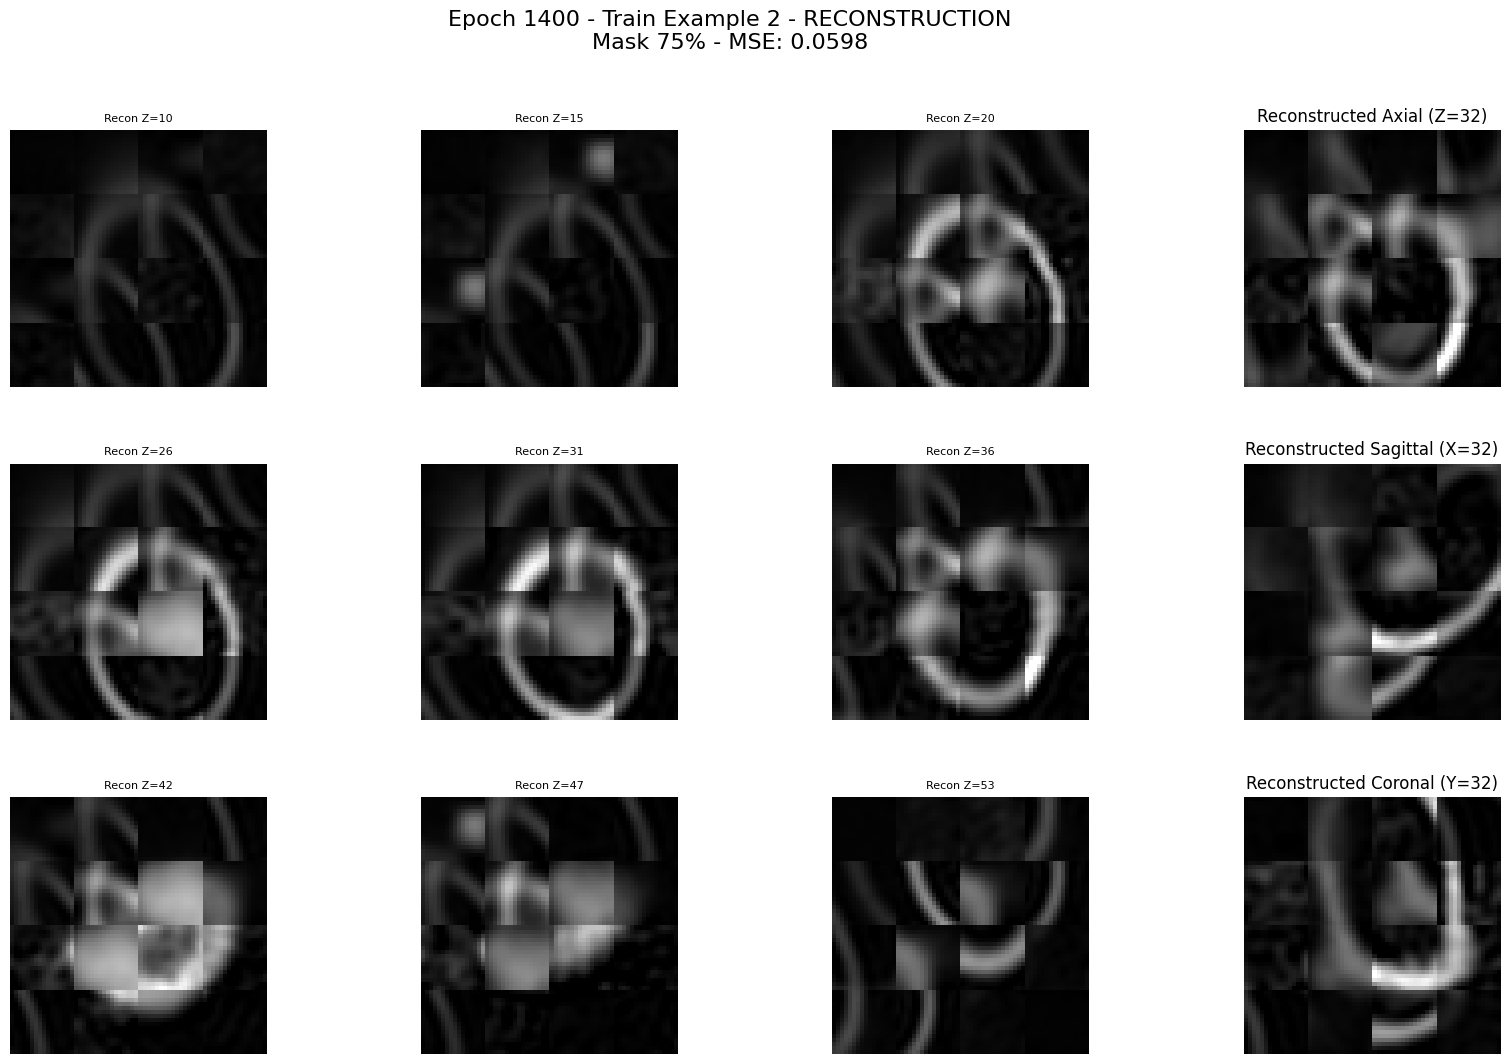 Epoch 1400 - Train Example 2 - RECONSTRUCTION
Mask 75% - MSE: 0.0598
Recon Z=10
Recon Z=15
Recon Z=20
Reconstructed Axial (Z=32)
Recon Z=26
Recon Z=31
Recon Z=36
Reconstructed Sagittal (X=32)
Recon Z=42
Recon Z=47
Recon Z=53
Reconstructed Coronal (Y=32)